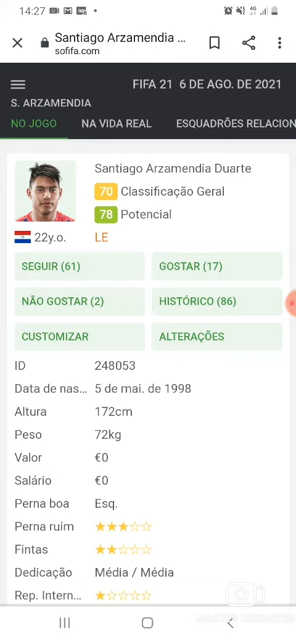 14:27
Santiago Arzamendia Duarte ...
sofifa.com
FIFA 21 6 DE AGO. DE 2021
S. ARZAMENDIA
NO JOGO NA VIDA REAL ESQUADRÕES RELACION
Santiago Arzamendia Duarte
70 Classificação Geral
78 Potencial
22y.o. LE
SEGUIR (61) GOSTAR (17)
NÃO GOSTAR (2) HISTÓRICO (86)
CUSTOMIZAR ALTERAÇÕES
ID 248053
Data de nas... 5 de mai. de 1998
Altura 172cm
Peso 72kg
Valor €0
Salário €0
Perna boa Esq.
Perna ruim ★★★☆☆
Fintas ★★☆☆☆
Dedicação Média / Média
Rep. Intern... ★☆☆☆☆